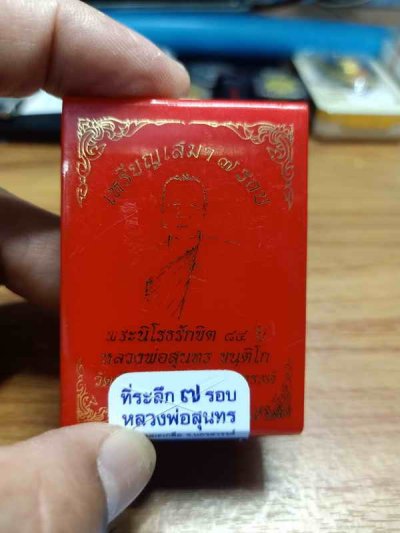 เหรียญเสมา ๗ รอบ
พระนิโรธรักขิต ๘๔ ปี
หลวงพ่อสุนทร ขนฺติโก
วัด
ที่ระลึก ๗ รอบ
หลวงพ่อสุนทร